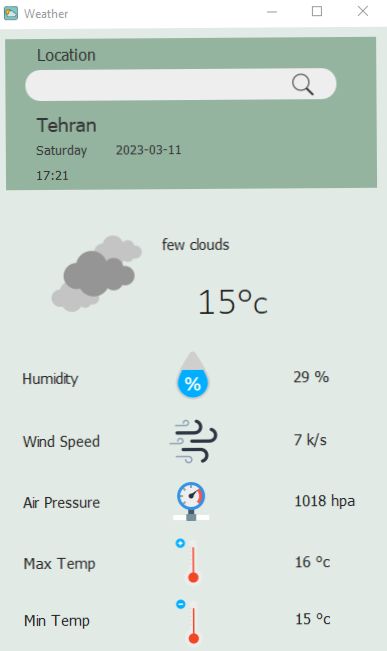 Weather
Location
Tehran
Saturday 2023-03-11
17:21
few clouds
15°c
Humidity % 29 %
Wind Speed 7 k/s
Air Pressure 1018 hpa
Max Temp 16 °c
Min Temp 15 °c